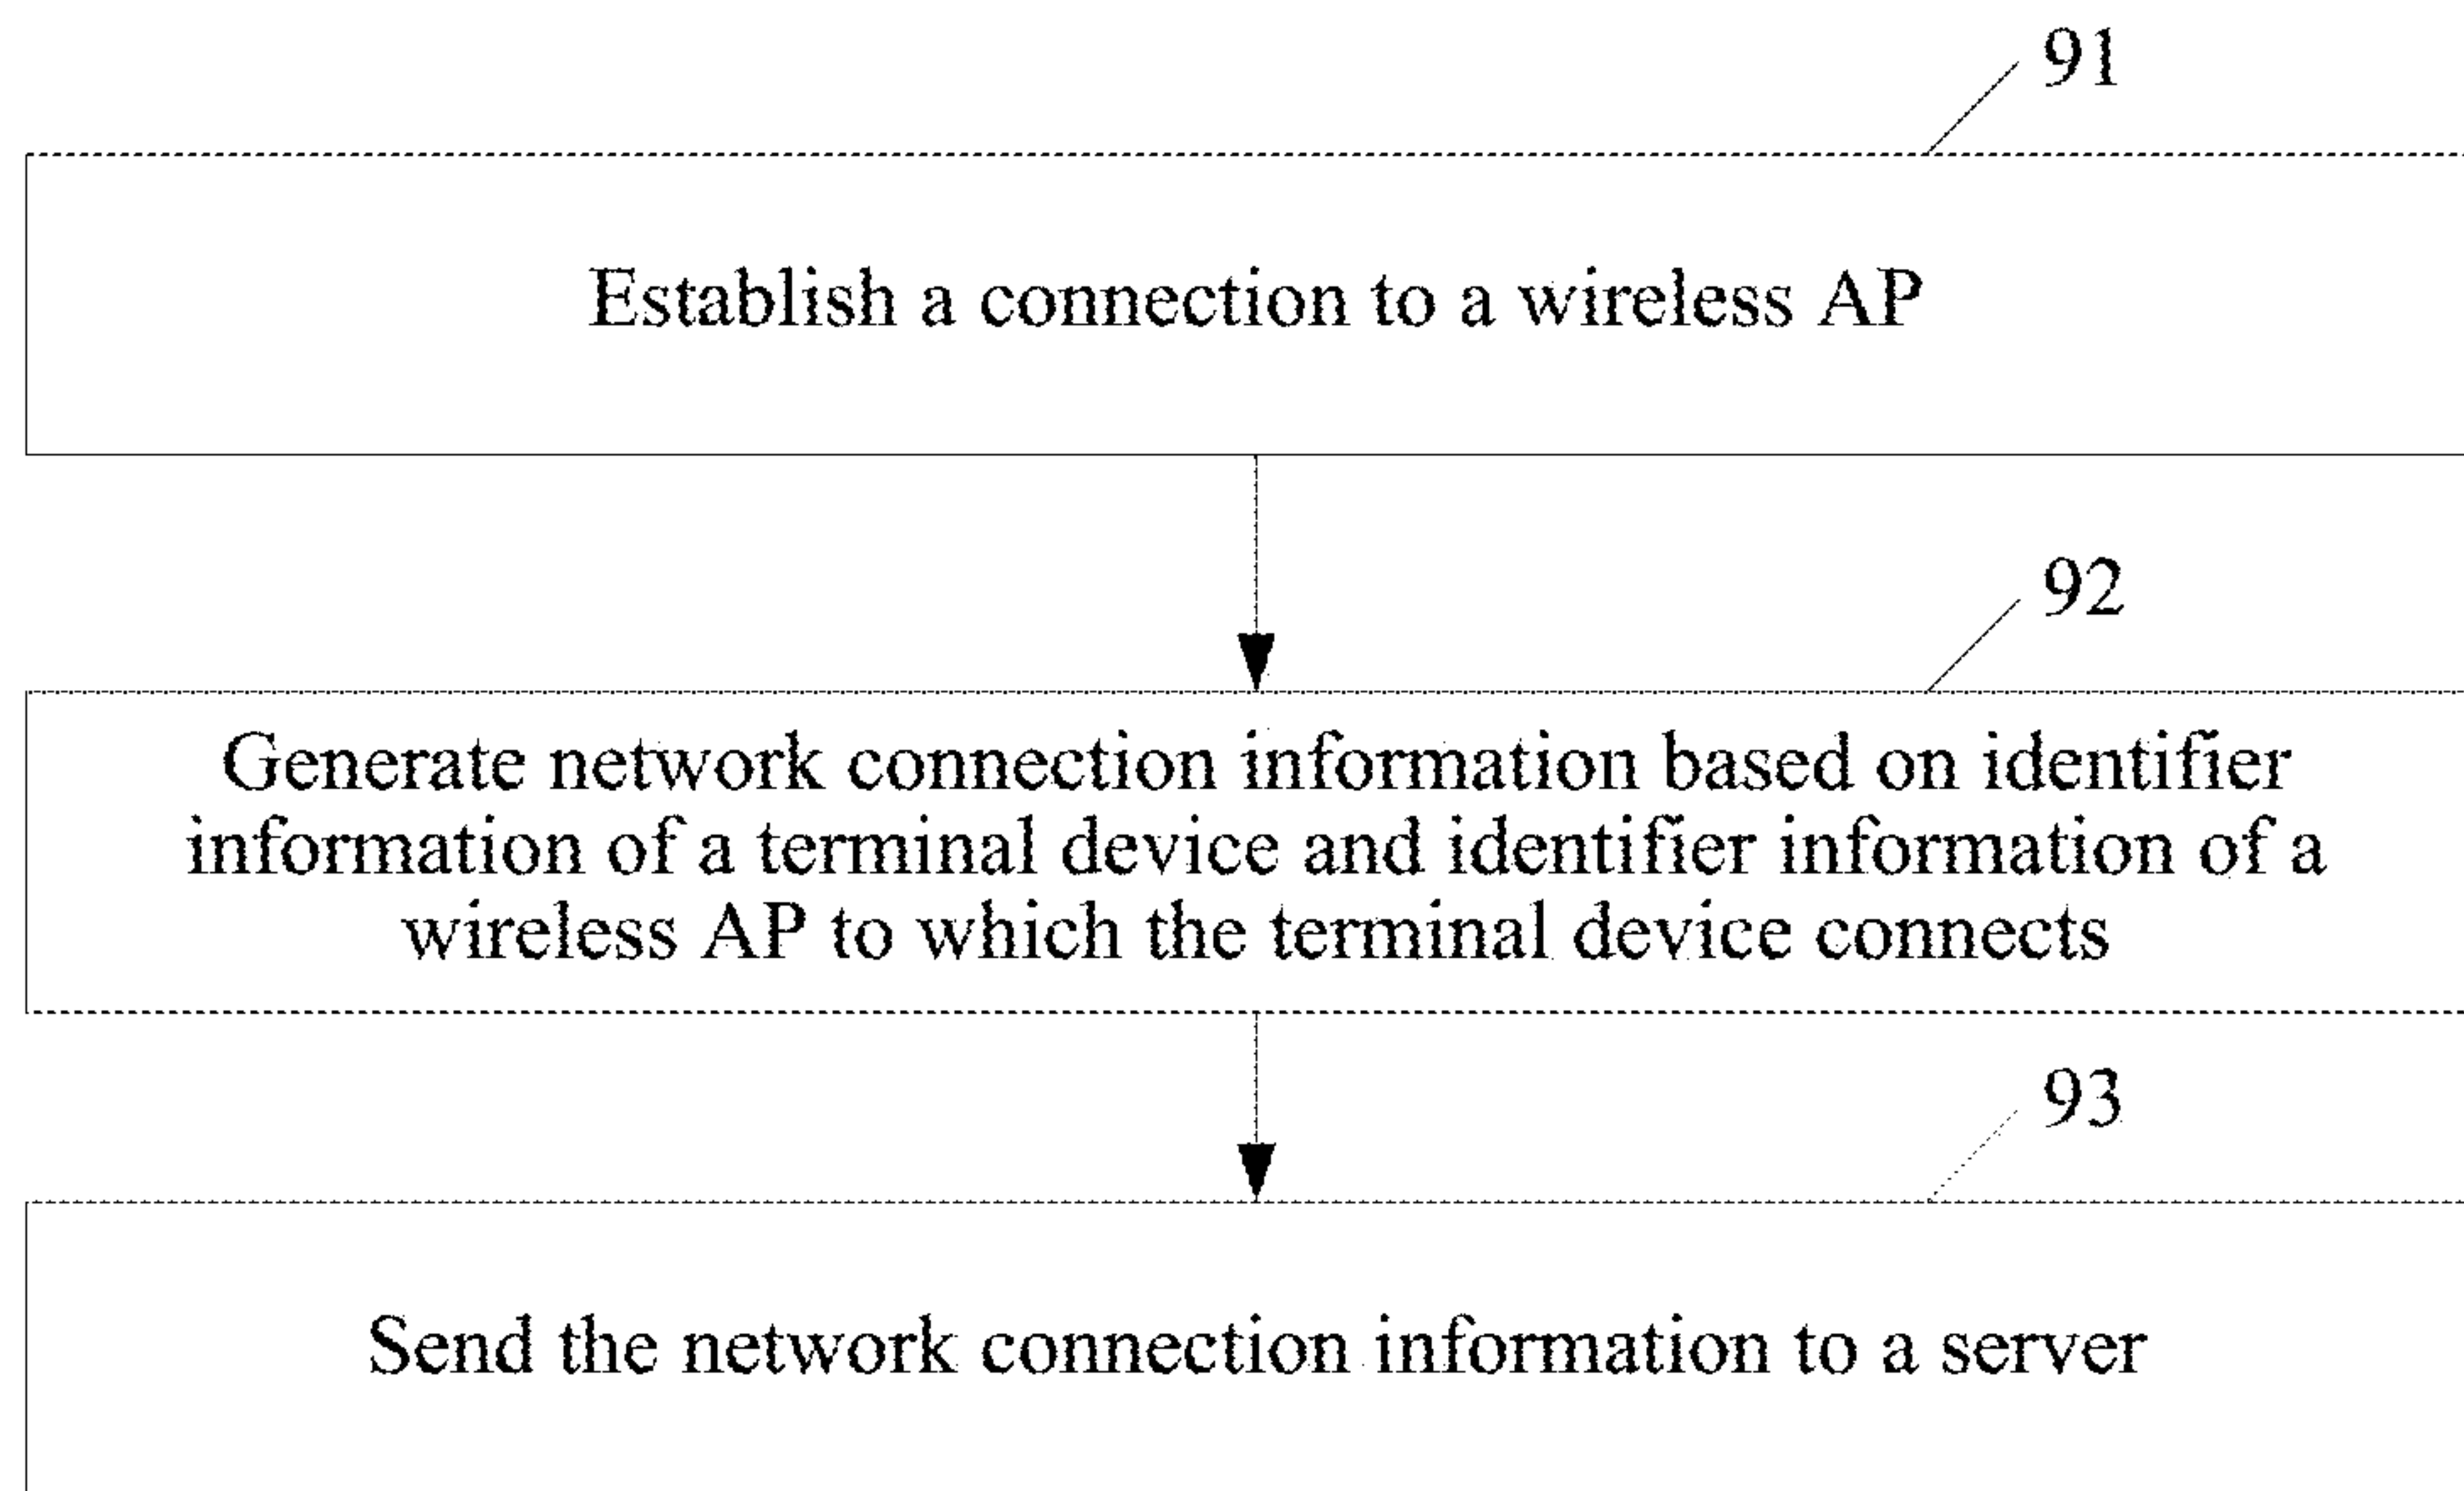 91
Establish a connection to a wireless AP
92
Generate network connection information based on identifier
information of a terminal device and identifier information of a
wireless AP to which the terminal device connects
93
Send the network connection information to a server